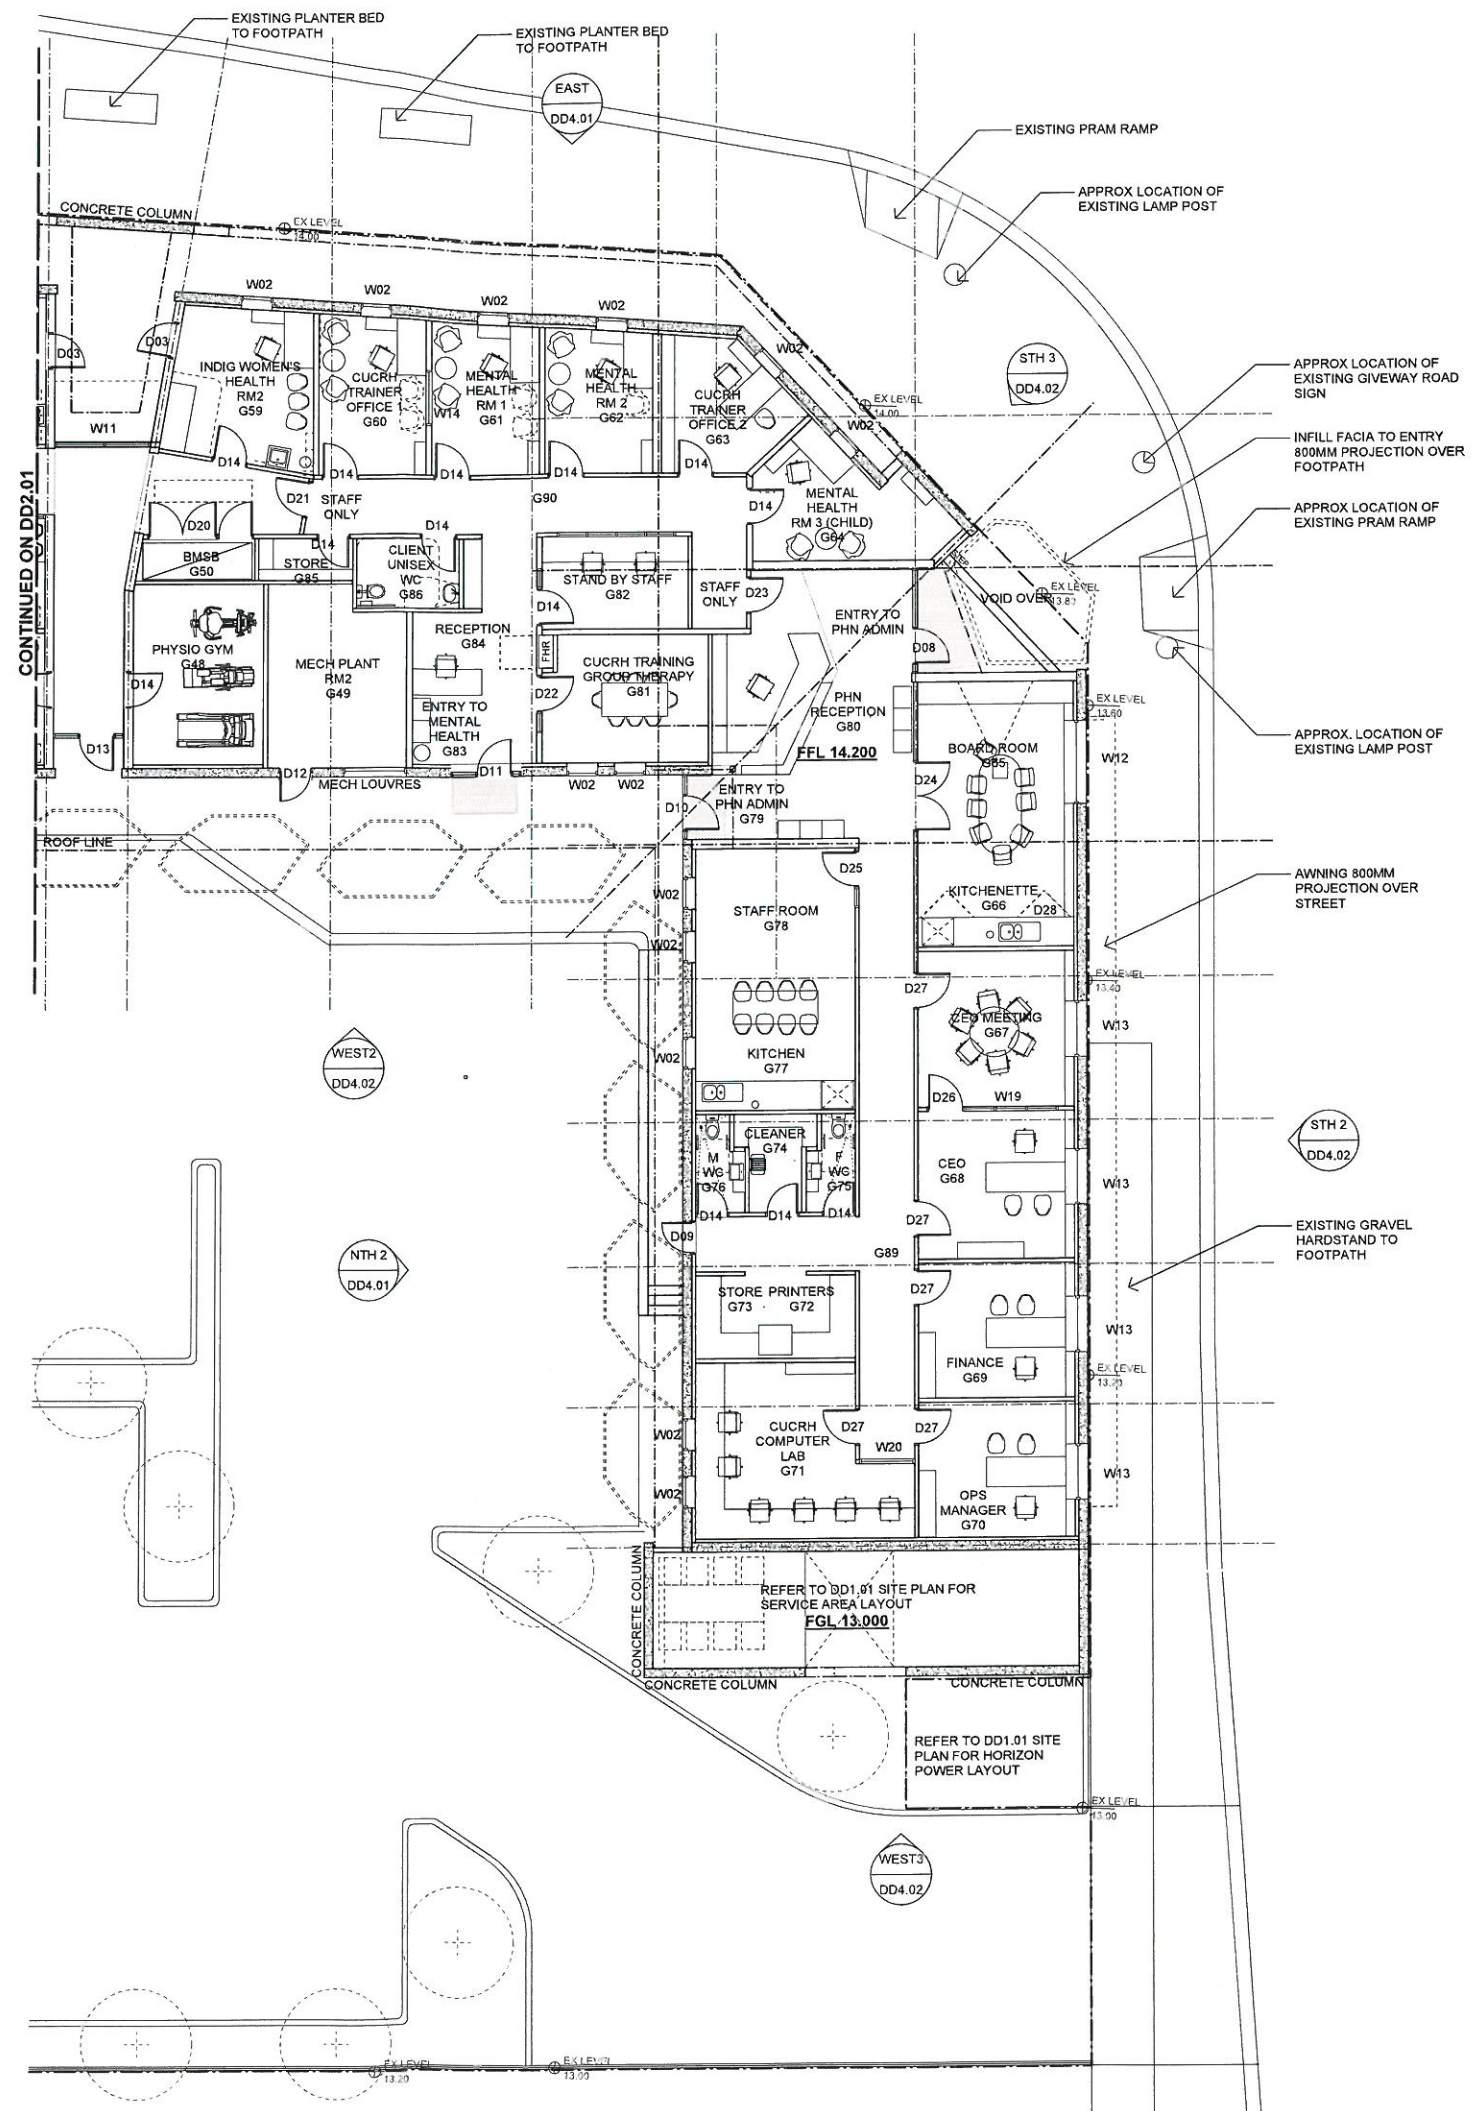 EXISTING PLANTER BED
TO FOOTPATH
EXISTING PLANTER BED
TO FOOTPATH
EAST
DD4.01
EXISTING PRAM RAMP
APPROX LOCATION OF
EXISTING LAMP POST
CONCRETE COLUMN
EX LEVEL
14.00
W02
W02
W02
W02
W02
D03
D03
STH 3
DD4.02
APPROX LOCATION OF
EXISTING GIVEWAY ROAD
SIGN
INDIG WOMEN'S
HEALTH
RM2
G59
CUCRH
TRAINER
OFFICE 1
G60
W14
MENTAL
HEALTH
RM 1
G61
MENTAL
HEALTH
RM 2
G62
CUCRH
TRAINER
OFFICE 2
G63
EX LEVEL
14.00
W02
W11
INFILL FACIA TO ENTRY
800MM PROJECTION OVER
FOOTPATH
CONTINUED ON DD2.01
D14
D14
D14
D14
D14
D21
STAFF
ONLY
G90
D14
MENTAL
HEALTH
RM 3 (CHILD)
G64
APPROX LOCATION OF
EXISTING PRAM RAMP
D20
D14
D14
BMSB
G50
STORE
G85
CLIENT
UNISEX
WC
G86
STAND BY STAFF
G82
STAFF
ONLY
D23
VOID OVER
EX LEVEL
13.80
D14
ENTRY TO
PHN ADMIN
D08
RECEPTION
G84
FHR
PHYSIO GYM
G48
MECH PLANT
RM2
G49
CUCRH TRAINING
GROUP THERAPY
G81
D14
D22
PHN
RECEPTION
G80
EX LEVEL
13.60
ENTRY TO
MENTAL
HEALTH
G83
FFL 14.200
BOARD ROOM
G65
W12
APPROX. LOCATION OF
EXISTING LAMP POST
D13
D12
MECH LOUVRES
D11
W02
W02
D24
ENTRY TO
PHN ADMIN
G79
D10
ROOF LINE
D25
AWNING 800MM
PROJECTION OVER
STREET
W02
STAFF ROOM
G78
KITCHENETTE
G66
D28
W02
EX LEVEL
13.40
D27
CEO MEETING
G67
W13
WEST2
DD4.02
W02
KITCHEN
G77
D26
W19
CLEANER
G74
M
WC
G76
F
WC
G75
CEO
G68
STH 2
DD4.02
W13
D14
D14
D14
D27
D09
G89
EXISTING GRAVEL
HARDSTAND TO
FOOTPATH
NTH 2
DD4.01
STORE
G73
PRINTERS
G72
D27
W13
FINANCE
G69
EX LEVEL
13.20
CUCRH
COMPUTER
LAB
G71
D27
D27
W20
W02
W02
W13
OPS
MANAGER
G70
CONCRETE COLUMN
REFER TO DD1.01 SITE PLAN FOR
SERVICE AREA LAYOUT
FGL 13.000
CONCRETE COLUMN
CONCRETE COLUMN
REFER TO DD1.01 SITE
PLAN FOR HORIZON
POWER LAYOUT
EX LEVEL
13.00
WEST3
DD4.02
EX LEVEL
13.20
EX LEVEL
13.00